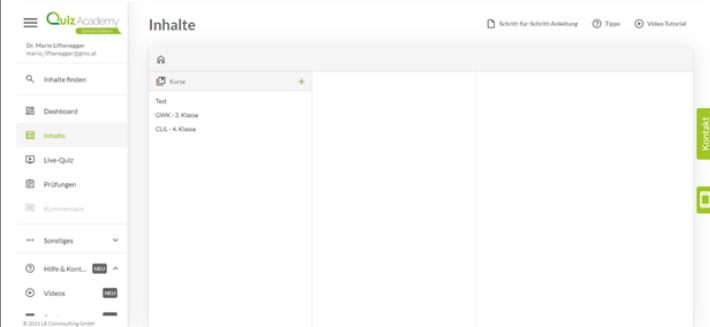 Quiz Academy
School Edition
Dr. Mario Liftenegger
mario_liftenegger@gmx.at
Inhalte finden
Dashboard
Inhalte
Live-Quiz
Prüfungen
Kommentare
Sonstiges
Hilfe & Kont... NEU
Videos NEU
© 2021 LE Commsulting GmbH
Inhalte
Schritt-für-Schritt-Anleitung
Tipps
Video Tutorial
Kurse +
Test
GWK - 3. Klasse
CLIL - 4. Klasse
Kontakt